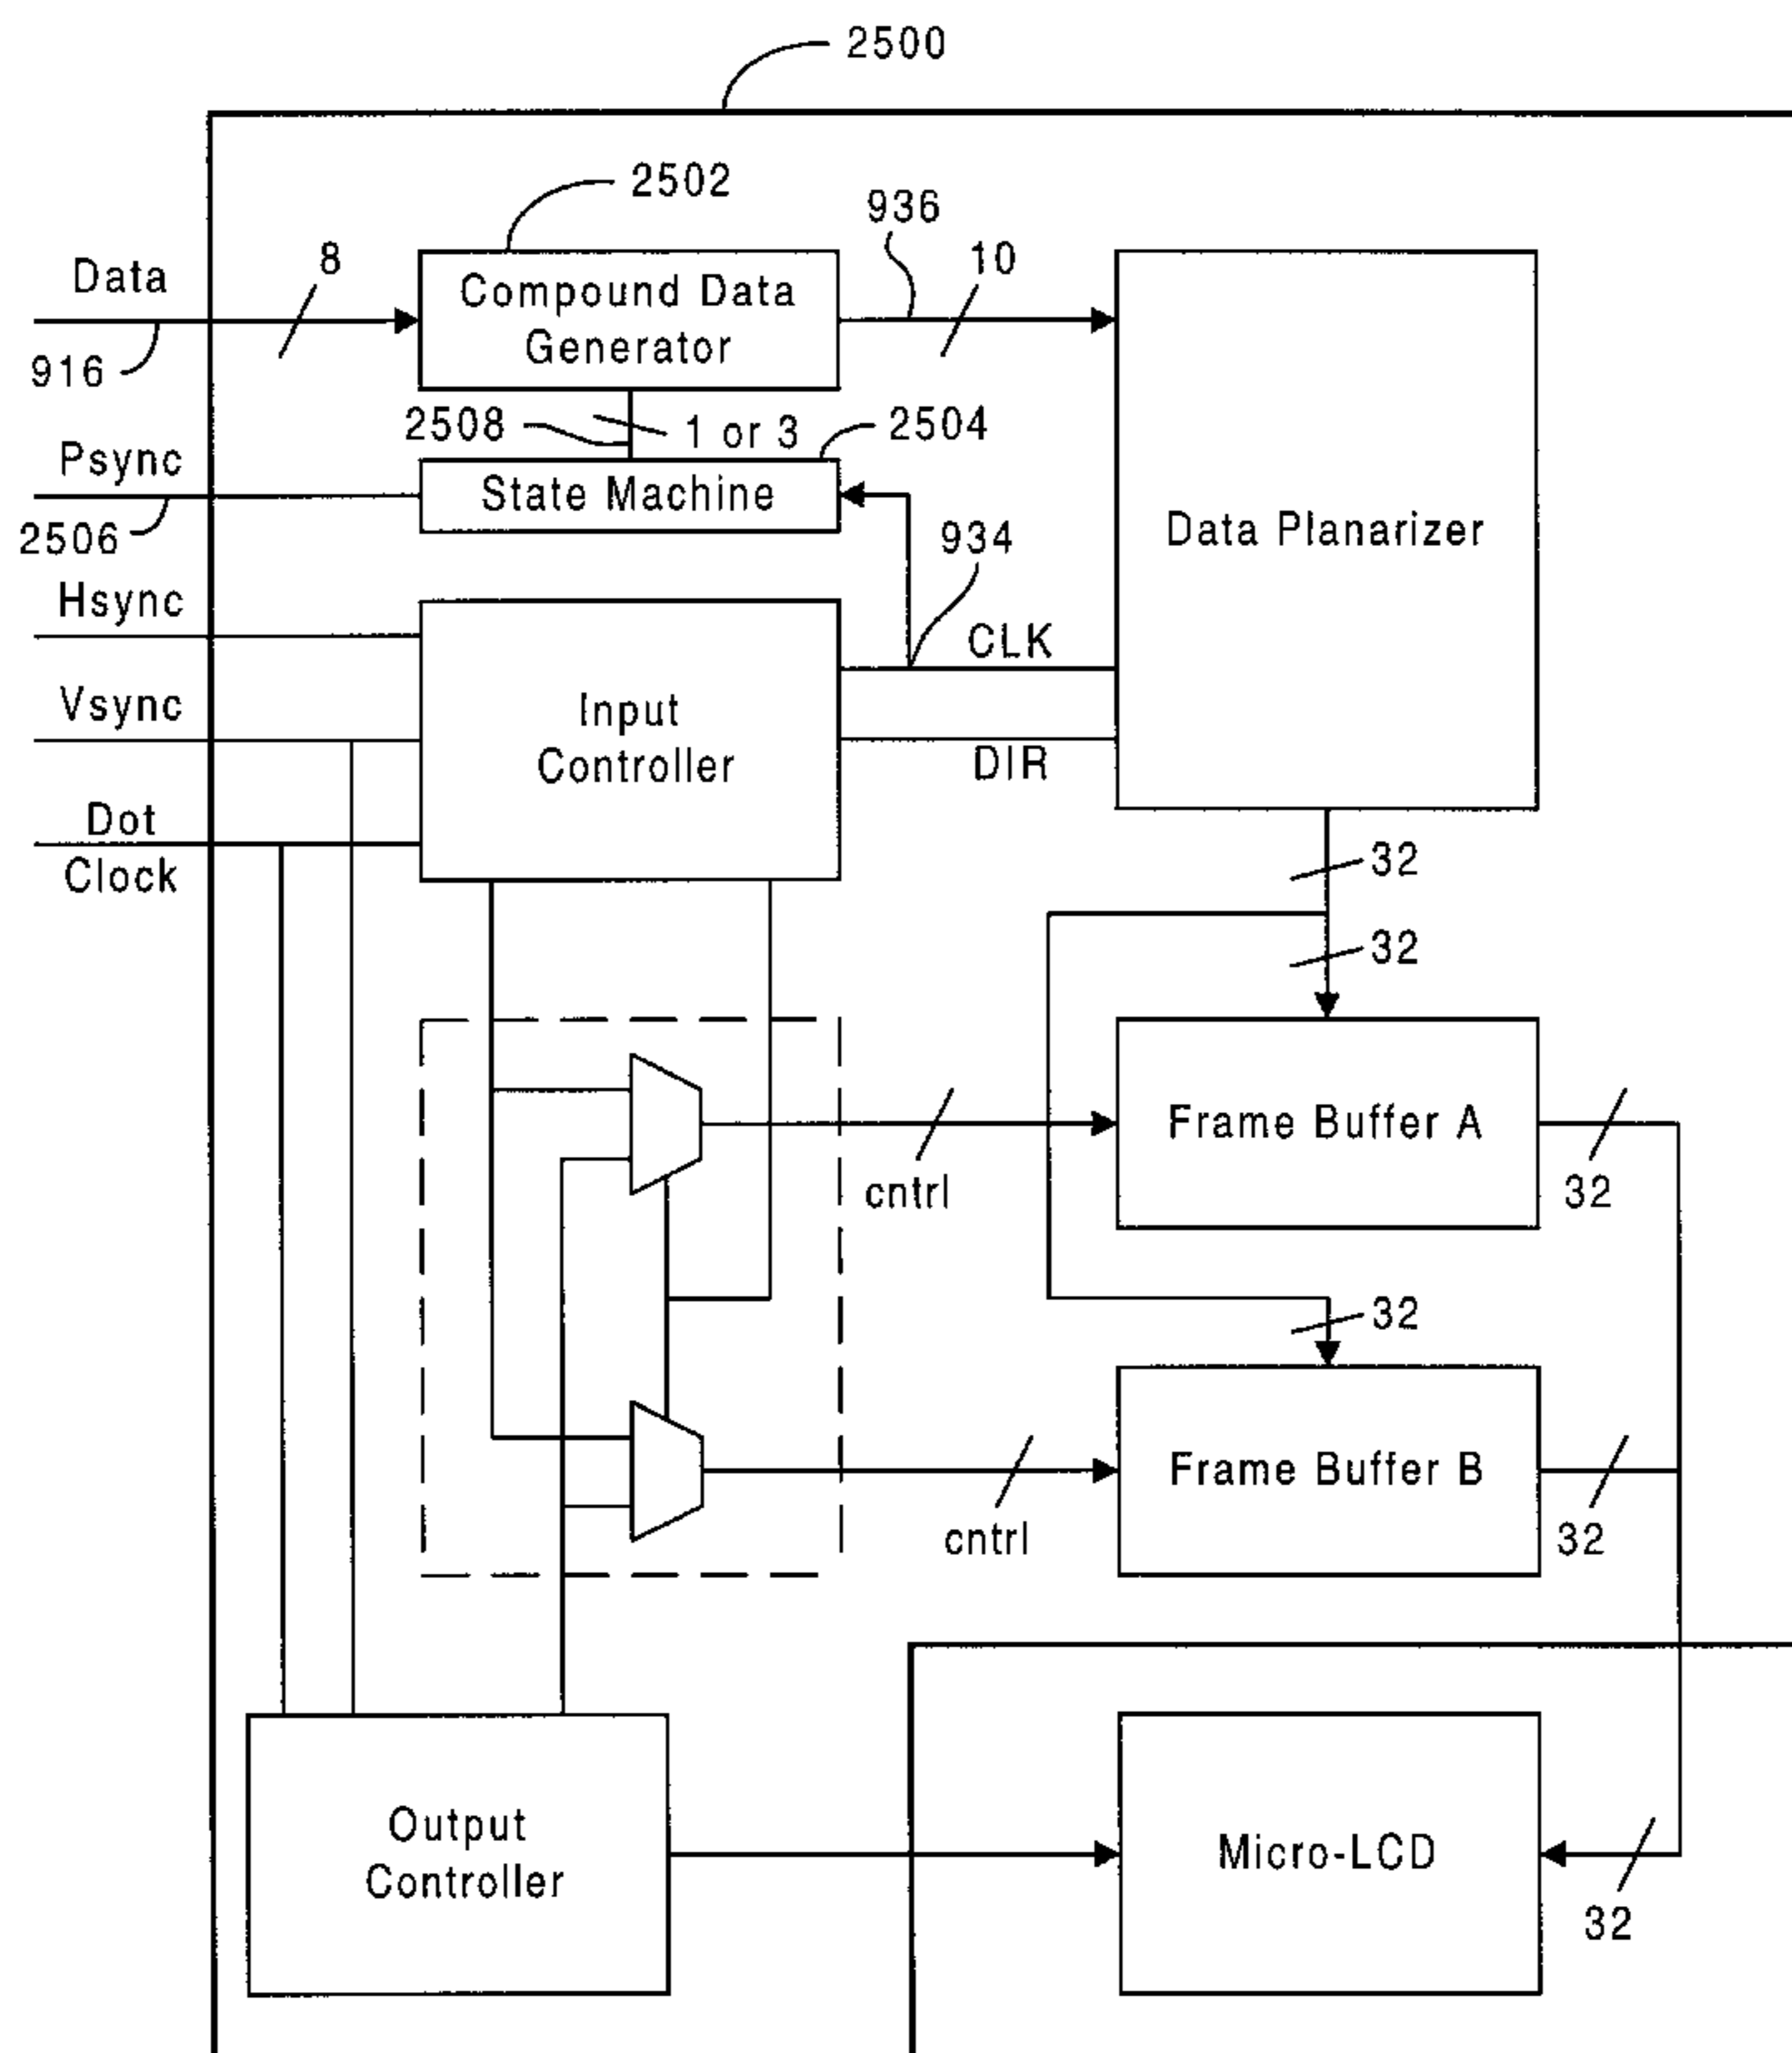 2500
2502
936
Data
8
Compound Data
Generator
10
916
2508
1 or 3
2504
Psync
State Machine
2506
934
Data Planarizer
Hsync
CLK
Vsync
Input
Controller
DIR
Dot
Clock
32
32
Frame Buffer A
cntrl
32
32
Frame Buffer B
cntrl
32
Output
Controller
Micro-LCD
32